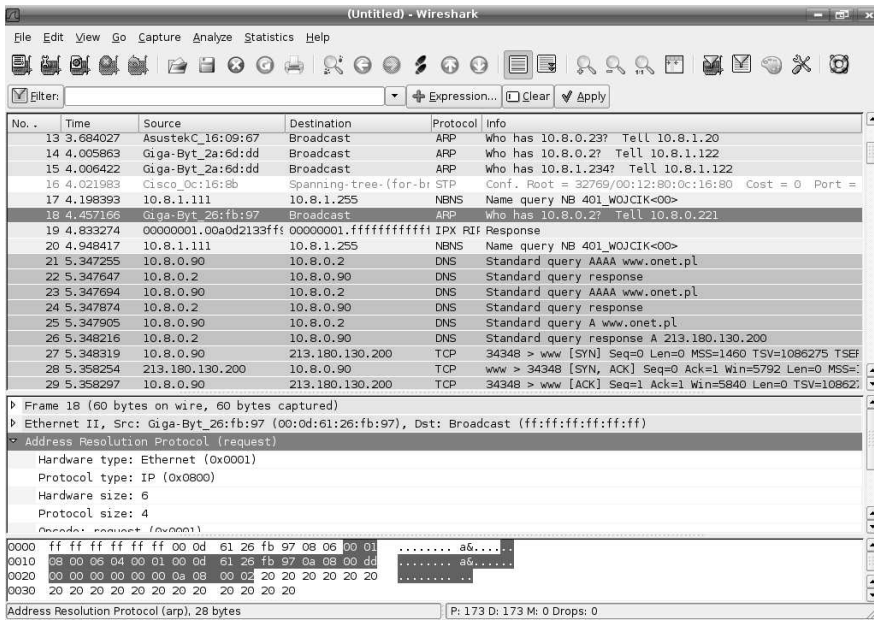 (Untitled) - Wireshark
File Edit View Go Capture Analyze Statistics Help
Filter: Expression... Clear Apply
No. . Time Source Destination Protocol Info
13 3.684027 AsustekC_16:09:67 Broadcast ARP Who has 10.8.0.23? Tell 10.8.1.20
14 4.005863 Giga-Byt_2a:6d:dd Broadcast ARP Who has 10.8.0.2? Tell 10.8.1.122
15 4.006422 Giga-Byt_2a:6d:dd Broadcast ARP Who has 10.8.1.234? Tell 10.8.1.122
16 4.021983 Cisco_0c:16:8b Spanning-tree-(for-br STP Conf. Root = 32769/00:12:80:0c:16:80 Cost = 0 Port =
17 4.198393 10.8.1.111 10.8.1.255 NBNS Name query NB 401_WOJCIK<00>
18 4.457166 Giga-Byt_26:fb:97 Broadcast ARP Who has 10.8.0.2? Tell 10.8.0.221
19 4.833274 00000001.00a0d2133ff 00000001.ffffffffffff IPX RIP Response
20 4.948417 10.8.1.111 10.8.1.255 NBNS Name query NB 401_WOJCIK<00>
21 5.347255 10.8.0.90 10.8.0.2 DNS Standard query AAAA www.onet.pl
22 5.347647 10.8.0.2 10.8.0.90 DNS Standard query response
23 5.347694 10.8.0.90 10.8.0.2 DNS Standard query AAAA www.onet.pl
24 5.347874 10.8.0.2 10.8.0.90 DNS Standard query response
25 5.347905 10.8.0.90 10.8.0.2 DNS Standard query A www.onet.pl
26 5.348216 10.8.0.2 10.8.0.90 DNS Standard query response A 213.180.130.200
27 5.348319 10.8.0.90 213.180.130.200 TCP 34348 > www [SYN] Seq=0 Len=0 MSS=1460 TSV=1086275 TSER
28 5.358254 213.180.130.200 10.8.0.90 TCP www > 34348 [SYN, ACK] Seq=0 Ack=1 Win=5792 Len=0 MSS=
29 5.358297 10.8.0.90 213.180.130.200 TCP 34348 > www [ACK] Seq=1 Ack=1 Win=5840 Len=0 TSV=10862
Frame 18 (60 bytes on wire, 60 bytes captured)
Ethernet II, Src: Giga-Byt_26:fb:97 (00:0d:61:26:fb:97), Dst: Broadcast (ff:ff:ff:ff:ff:ff)
Address Resolution Protocol (request)
Hardware type: Ethernet (0x0001)
Protocol type: IP (0x0800)
Hardware size: 6
Protocol size: 4
Opcode: request (0x0001)
0000 ff ff ff ff ff ff 00 0d 61 26 fb 97 08 06 00 01 ........ a&......
0010 08 00 06 04 00 01 00 0d 61 26 fb 97 0a 08 00 dd ........ a&......
0020 00 00 00 00 00 00 0a 08 00 02 20 20 20 20 20 20 ........ ..
0030 20 20 20 20 20 20 20 20 20 20 20 20
Address Resolution Protocol (arp), 28 bytes P: 173 D: 173 M: 0 Drops: 0